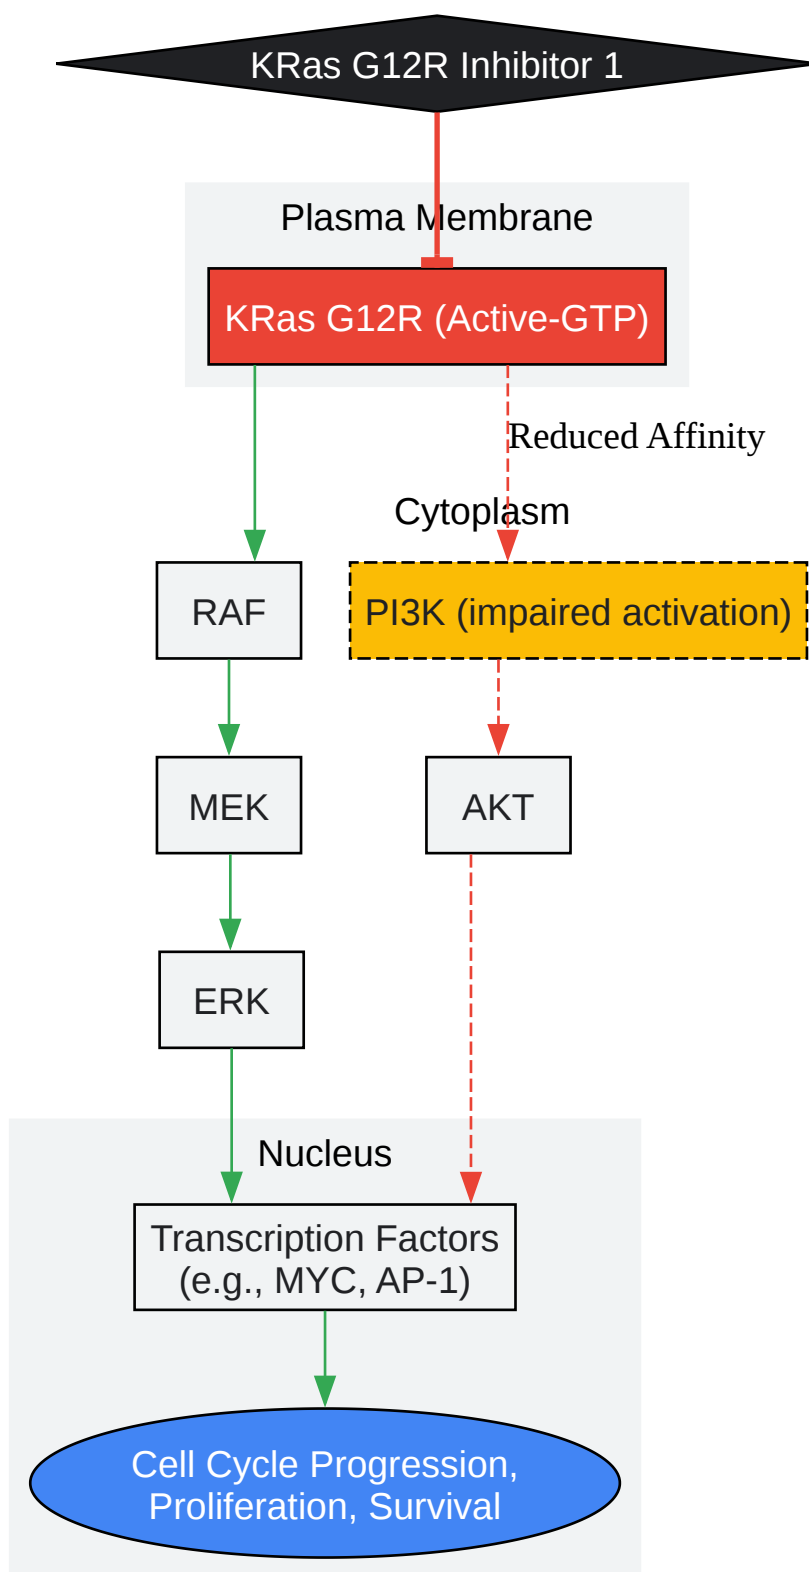 KRas G12R Inhibitor 1
Plasma Membrane
KRas G12R (Active-GTP)
Reduced Affinity
Cytoplasm
RAF
PI3K (impaired activation)
MEK
AKT
ERK
Nucleus
Transcription Factors
(e.g., MYC, AP-1)
Cell Cycle Progression,
Proliferation, Survival